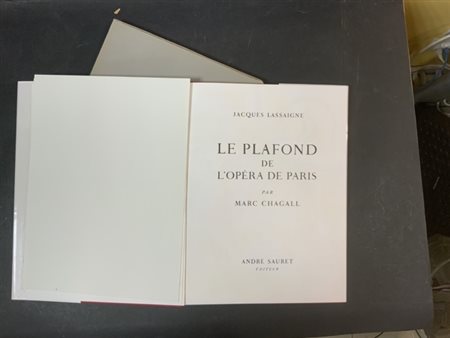 JACQUES LASSAIGNE
LE PLAFOND
DE
L'OPÉRA DE PARIS
PAR
MARC CHAGALL
ANDRÉ SAURET
ÉDITEUR